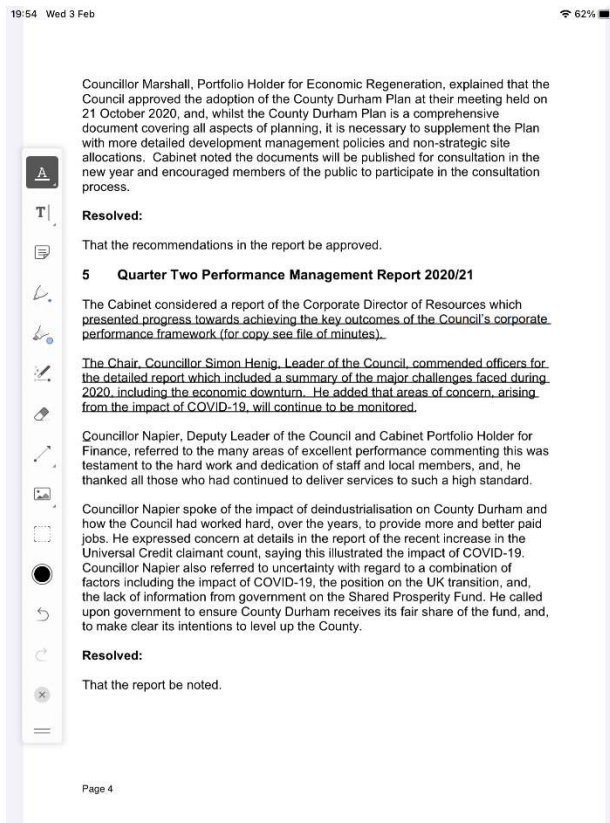 19:54 Wed 3 Feb
62%
Councillor Marshall, Portfolio Holder for Economic Regeneration, explained that the
Council approved the adoption of the County Durham Plan at their meeting held on
21 October 2020, and, whilst the County Durham Plan is a comprehensive
document covering all aspects of planning, it is necessary to supplement the Plan
with more detailed development management policies and non-strategic site
allocations. Cabinet noted the documents will be published for consultation in the
new year and encouraged members of the public to participate in the consultation
process.
Resolved:
That the recommendations in the report be approved.
5 Quarter Two Performance Management Report 2020/21
The Cabinet considered a report of the Corporate Director of Resources which
presented progress towards achieving the key outcomes of the Council's corporate
performance framework (for copy see file of minutes).
The Chair, Councillor Simon Henig, Leader of the Council, commended officers for
the detailed report which included a summary of the major challenges faced during
2020, including the economic downturn. He added that areas of concern, arising
from the impact of COVID-19, will continue to be monitored.
Councillor Napier, Deputy Leader of the Council and Cabinet Portfolio Holder for
Finance, referred to the many areas of excellent performance commenting this was
testament to the hard work and dedication of staff and local members, and, he
thanked all those who had continued to deliver services to such a high standard.
Councillor Napier spoke of the impact of deindustrialisation on County Durham and
how the Council had worked hard, over the years, to provide more and better paid
jobs. He expressed concern at details in the report of the recent increase in the
Universal Credit claimant count, saying this illustrated the impact of COVID-19.
Councillor Napier also referred to uncertainty with regard to a combination of
factors including the impact of COVID-19, the position on the UK transition, and,
the lack of information from government on the Shared Prosperity Fund. He called
upon government to ensure County Durham receives its fair share of the fund, and,
to make clear its intentions to level up the County.
Resolved:
That the report be noted.
Page 4
A
T